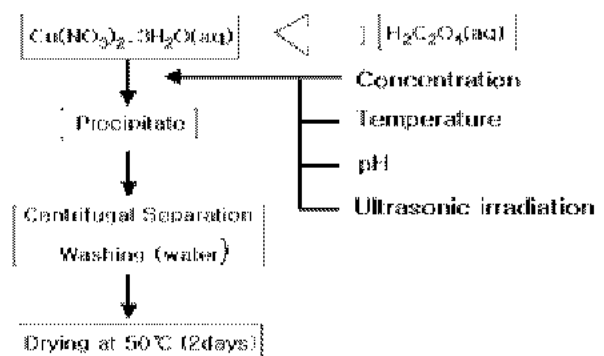 Cu(NO₃)₂·3H₂O(aq)
H₂C₂O₄(aq)
Concentration
Temperature
pH
Ultrasonic irradiation
Precipitate
Centrifugal Separation
Washing (water)
Drying at 50℃ (2days)